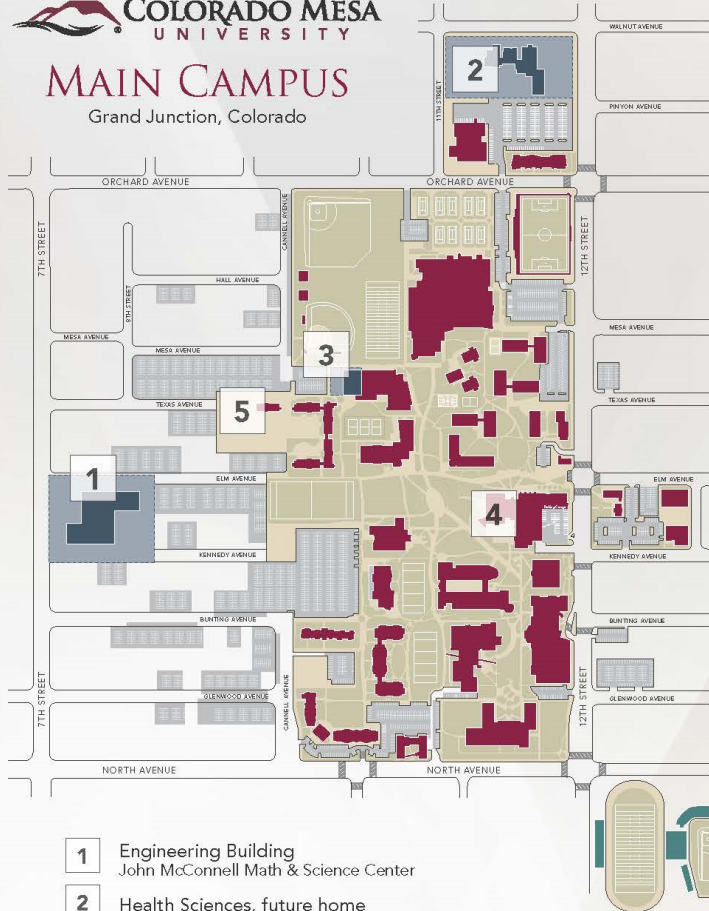 COLORADO MESA
UNIVERSITY
MAIN CAMPUS
Grand Junction, Colorado
WALNUT AVENUE
2
11TH STREET
PINYON AVENUE
ORCHARD AVENUE
ORCHARD AVENUE
7TH STREET
CANNELL AVENUE
12TH STREET
HALL AVENUE
8TH STREET
MESA AVENUE
MESA AVENUE
MESA AVENUE
3
TEXAS AVENUE
TEXAS AVENUE
5
1
ELM AVENUE
ELM AVENUE
4
KENNEDY AVENUE
KENNEDY AVENUE
BUNTING AVENUE
BUNTING AVENUE
7TH STREET
GLENWOOD AVENUE
CANNELL AVENUE
12TH STREET
GLENWOOD AVENUE
NORTH AVENUE
NORTH AVENUE
1 Engineering Building
John McConnell Math & Science Center
2 Health Sciences, future home